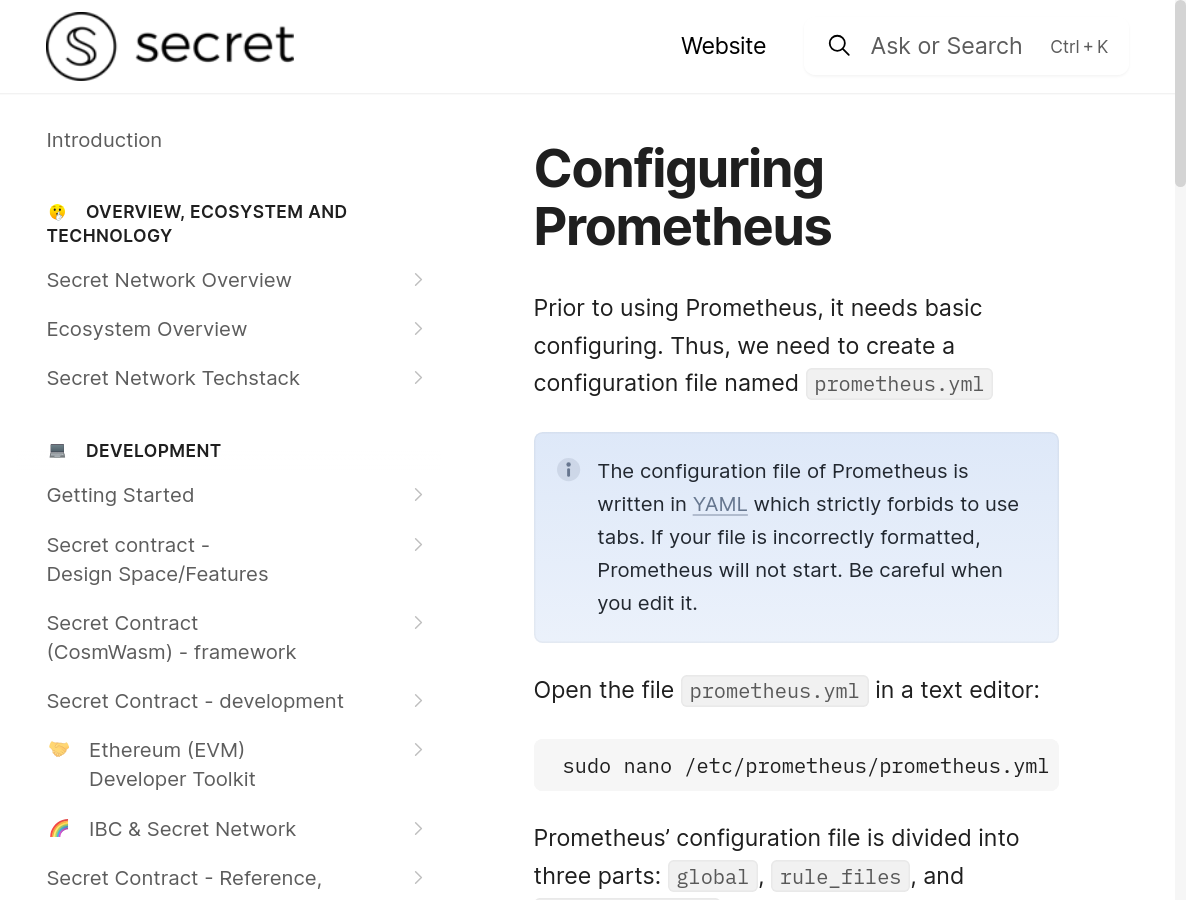 secret
Website
Ask or Search
Ctrl + K
Introduction
OVERVIEW, ECOSYSTEM AND
TECHNOLOGY
Secret Network Overview
Ecosystem Overview
Secret Network Techstack
DEVELOPMENT
Getting Started
Secret contract -
Design Space/Features
Secret Contract
(CosmWasm) - framework
Secret Contract - development
Ethereum (EVM)
Developer Toolkit
IBC & Secret Network
Secret Contract - Reference,
Configuring
Prometheus
Prior to using Prometheus, it needs basic
configuring. Thus, we need to create a
configuration file named prometheus.yml
The configuration file of Prometheus is
written in YAML which strictly forbids to use
tabs. If your file is incorrectly formatted,
Prometheus will not start. Be careful when
you edit it.
Open the file prometheus.yml in a text editor:
sudo nano /etc/prometheus/prometheus.yml
Prometheus’ configuration file is divided into
three parts: global, rule_files, and